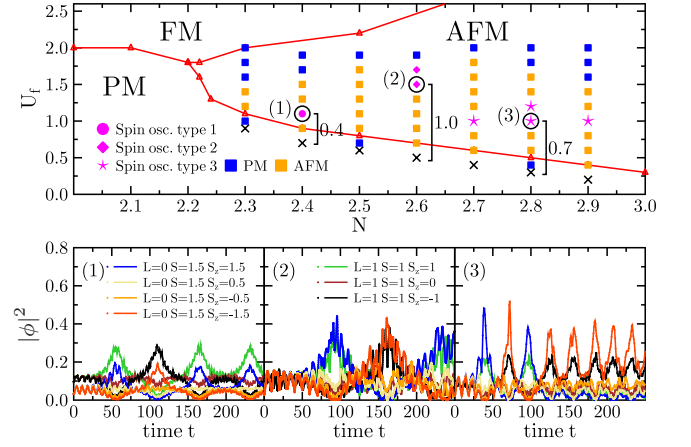 FM
AFM
PM
U_f
2.5
2.0
1.5
1.0
0.5
0.0
(1)
0.4
(2)
1.0
(3)
0.7
Spin osc. type 1
Spin osc. type 2
Spin osc. type 3
PM
AFM
2.1 2.2 2.3 2.4 2.5 2.6 2.7 2.8 2.9 3.0
N
|ϕ|²
0.8
0.6
0.4
0.2
0.0
(1)
L=0 S=1.5 S_z=1.5
L=0 S=1.5 S_z=0.5
L=0 S=1.5 S_z=-0.5
L=0 S=1.5 S_z=-1.5
(2)
L=1 S=1 S_z=1
L=1 S=1 S_z=0
L=1 S=1 S_z=-1
(3)
0 50 100 150 200 0 50 100 150 200 0 50 100 150 200
time t time t time t